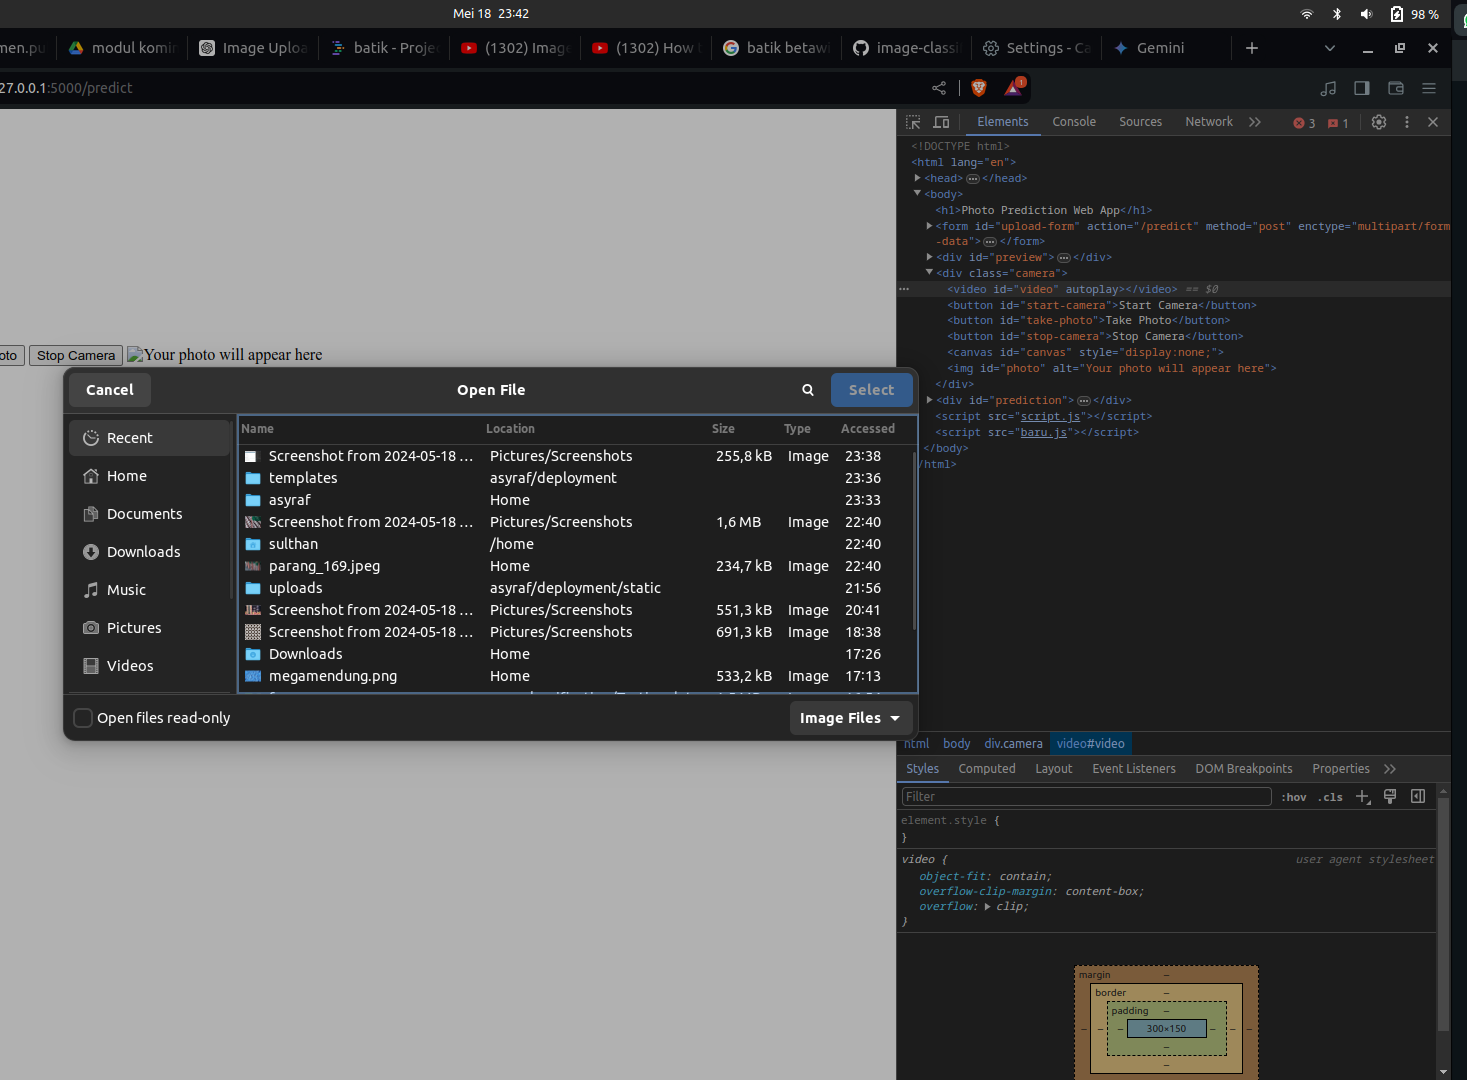 Mei 18 23:42
98 %
men.pu
modul komin
Image Uploa
batik - Projec
(1302) Image
(1302) How t
batik betawi
image-classi
Settings - Ca
Gemini
27.0.0.1:5000/predict
1
Elements
Console
Sources
Network
3
1
<!DOCTYPE html>
<html lang="en">
<head> ... </head>
<body>
<h1>Photo Prediction Web App</h1>
<form id="upload-form" action="/predict" method="post" enctype="multipart/form
-data"> ... </form>
<div id="preview"> ... </div>
<div class="camera">
... <video id="video" autoplay></video> == $0
<button id="start-camera">Start Camera</button>
<button id="take-photo">Take Photo</button>
<button id="stop-camera">Stop Camera</button>
<canvas id="canvas" style="display:none;">
<img id="photo" alt="Your photo will appear here">
</div>
<div id="prediction"> ... </div>
<script src="script.js"></script>
<script src="baru.js"></script>
</body>
/html>
oto
Stop Camera
Your photo will appear here
Cancel
Open File
Select
Recent
Home
Documents
Downloads
Music
Pictures
Videos
Name Location Size Type Accessed
Screenshot from 2024-05-18 ... Pictures/Screenshots 255,8 kB Image 23:38
templates asyraf/deployment 23:36
asyraf Home 23:33
Screenshot from 2024-05-18 ... Pictures/Screenshots 1,6 MB Image 22:40
sulthan /home 22:40
parang_169.jpeg Home 234,7 kB Image 22:40
uploads asyraf/deployment/static 21:56
Screenshot from 2024-05-18 ... Pictures/Screenshots 551,3 kB Image 20:41
Screenshot from 2024-05-18 ... Pictures/Screenshots 691,3 kB Image 18:38
Downloads Home 17:26
megamendung.png Home 533,2 kB Image 17:13
Open files read-only
Image Files
html body div.camera video#video
Styles Computed Layout Event Listeners DOM Breakpoints Properties
Filter
:hov .cls
element.style {
}
video { user agent stylesheet
object-fit: contain;
overflow-clip-margin: content-box;
overflow: clip;
}
margin –
border –
padding –
– – – 300×150 – – –
–
–